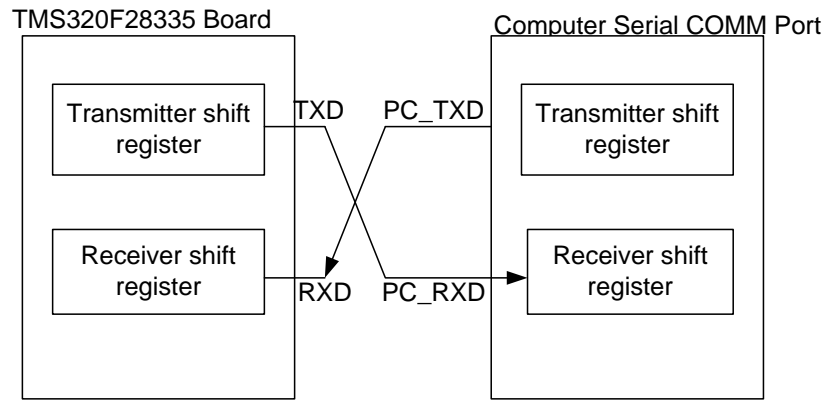 TMS320F28335 Board
Computer Serial COMM Port
Transmitter shift
register
TXD
PC_TXD
Transmitter shift
register
Receiver shift
register
RXD
PC_RXD
Receiver shift
register